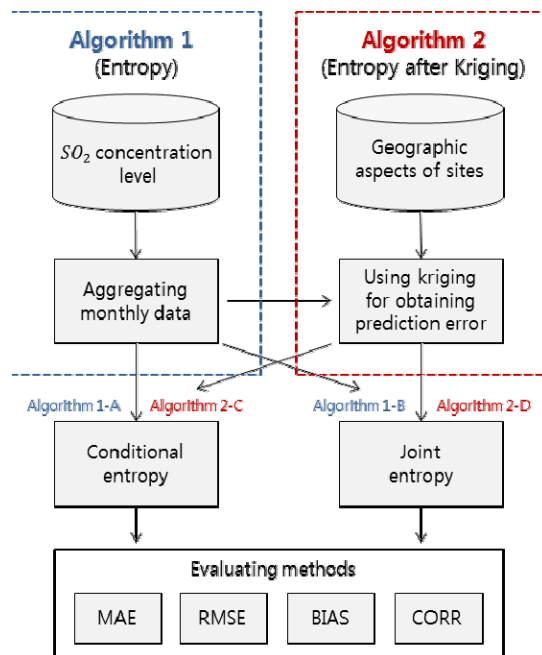 Algorithm 1
(Entropy)
Algorithm 2
(Entropy after Kriging)
SO₂ concentration
level
Geographic
aspects of sites
Aggregating
monthly data
Using kriging
for obtaining
prediction error
Algorithm 1-A
Algorithm 2-C
Algorithm 1-B
Algorithm 2-D
Conditional
entropy
Joint
entropy
Evaluating methods
MAE
RMSE
BIAS
CORR